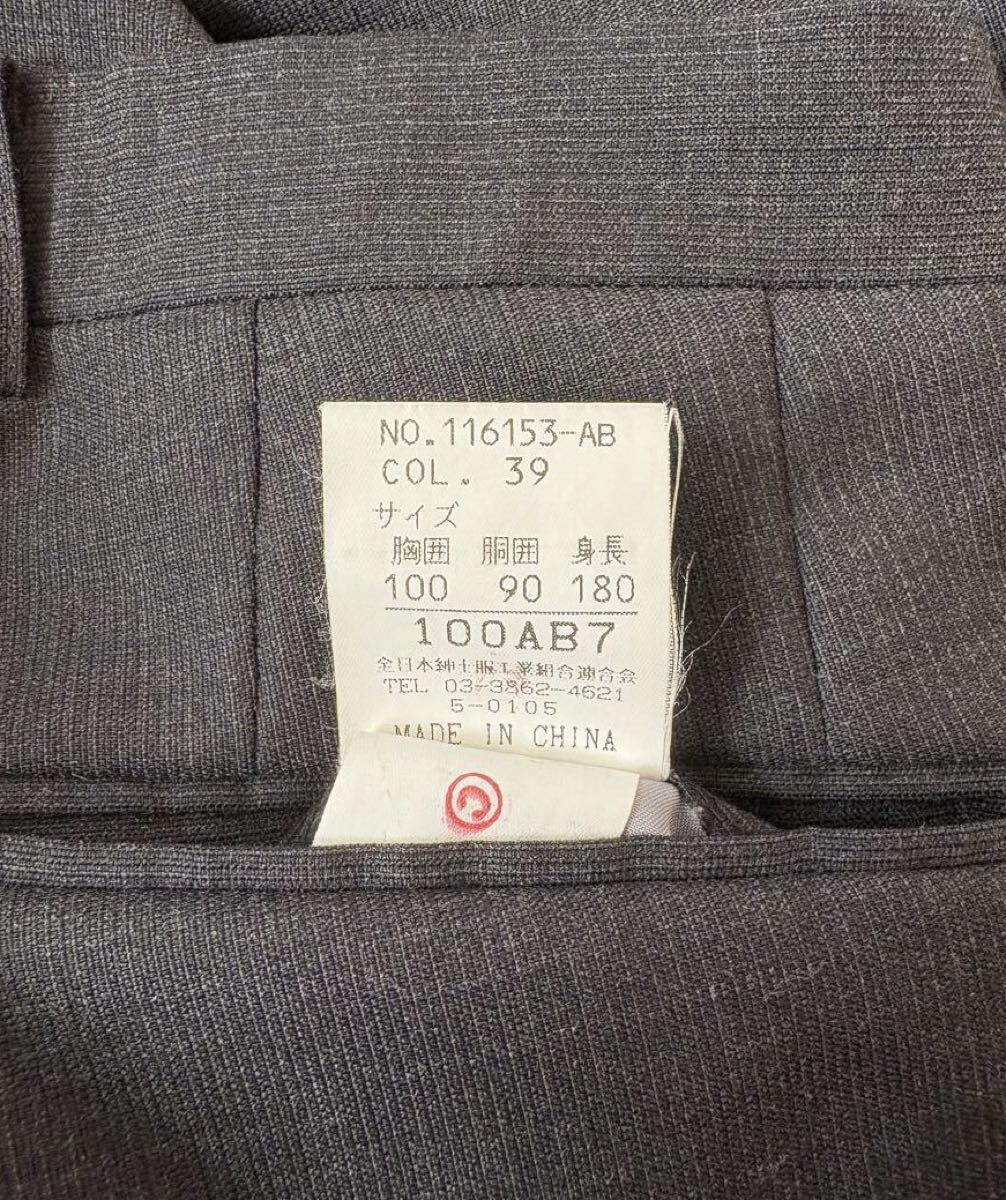 NO.116153-AB
COL. 39
サイズ
胸囲 胴囲 身長
100 90 180
100AB7
全日本紳士服工業組合連合会
TEL 03-3862-4621
5-0105
MADE IN CHINA